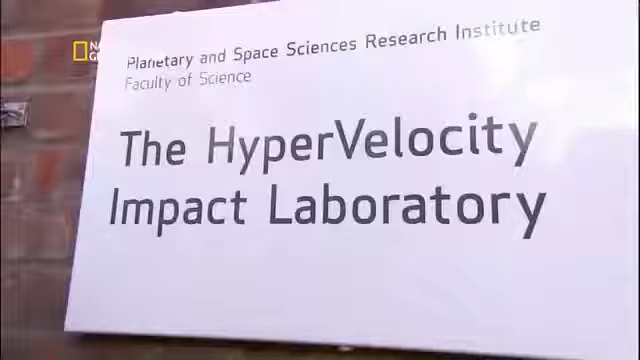 Planetary and Space Sciences Research Institute
Faculty of Science
The HyperVelocity
Impact Laboratory